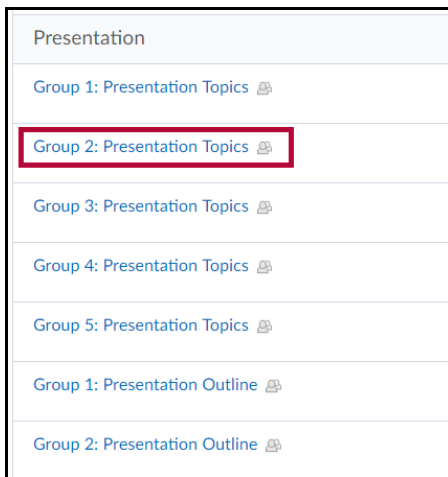 Presentation
Group 1: Presentation Topics
Group 2: Presentation Topics
Group 3: Presentation Topics
Group 4: Presentation Topics
Group 5: Presentation Topics
Group 1: Presentation Outline
Group 2: Presentation Outline